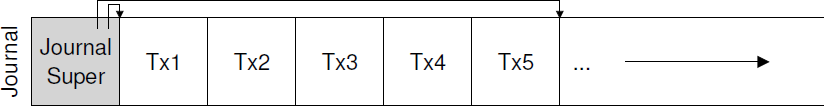 Journal
Journal
Super
Tx1
Tx2
Tx3
Tx4
Tx5
...